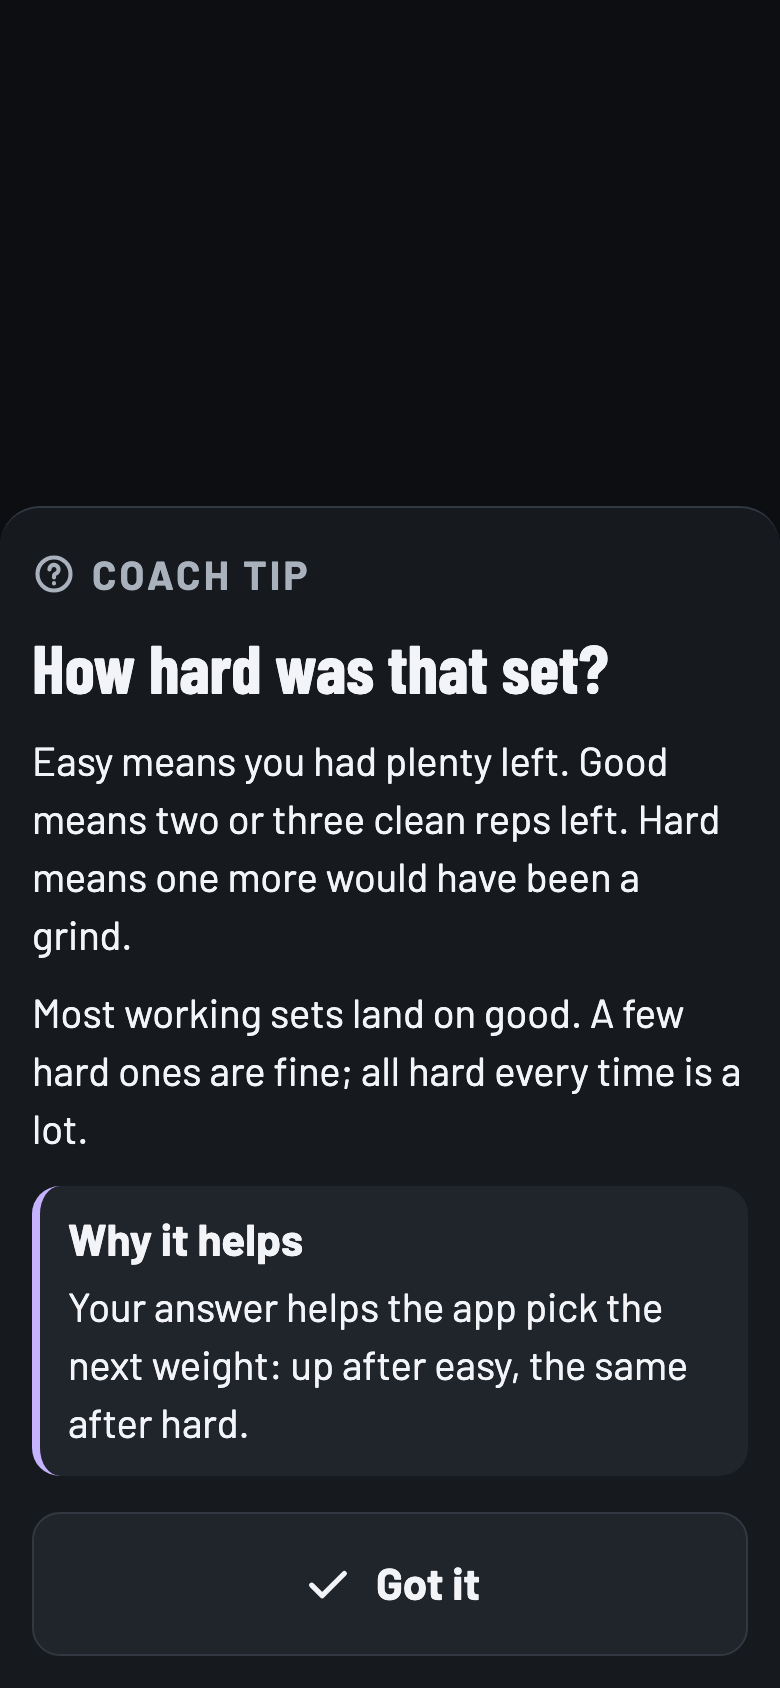 COACH TIP
How hard was that set?
Easy means you had plenty left. Good
means two or three clean reps left. Hard
means one more would have been a
grind.
Most working sets land on good. A few
hard ones are fine; all hard every time is a
lot.
Why it helps
Your answer helps the app pick the
next weight: up after easy, the same
after hard.
Got it